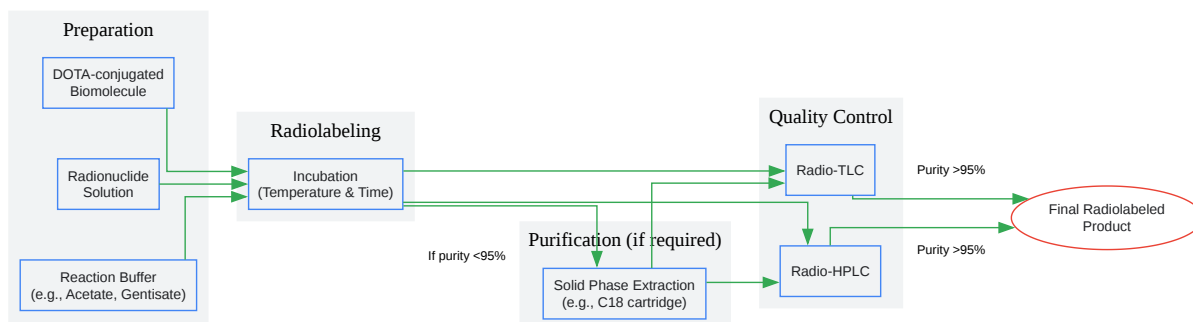 Preparation
DOTA-conjugated
Biomolecule
Radionuclide
Solution
Reaction Buffer
(e.g., Acetate, Gentisate)
Radiolabeling
Incubation
(Temperature & Time)
If purity <95%
Purification (if required)
Solid Phase Extraction
(e.g., C18 cartridge)
Quality Control
Radio-TLC
Radio-HPLC
Purity >95%
Purity >95%
Final Radiolabeled
Product